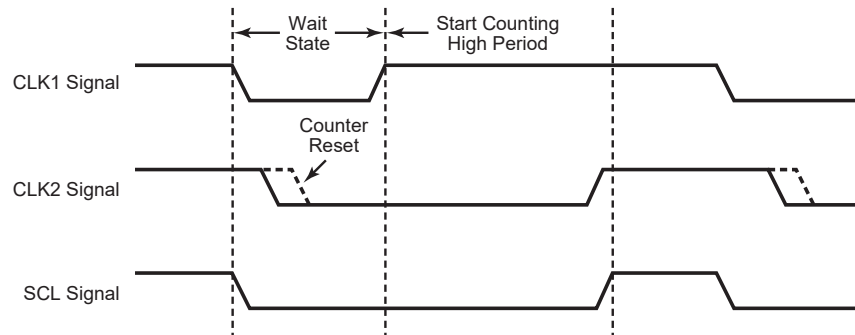 Wait
State
Start Counting
High Period
CLK1 Signal
Counter
Reset
CLK2 Signal
SCL Signal